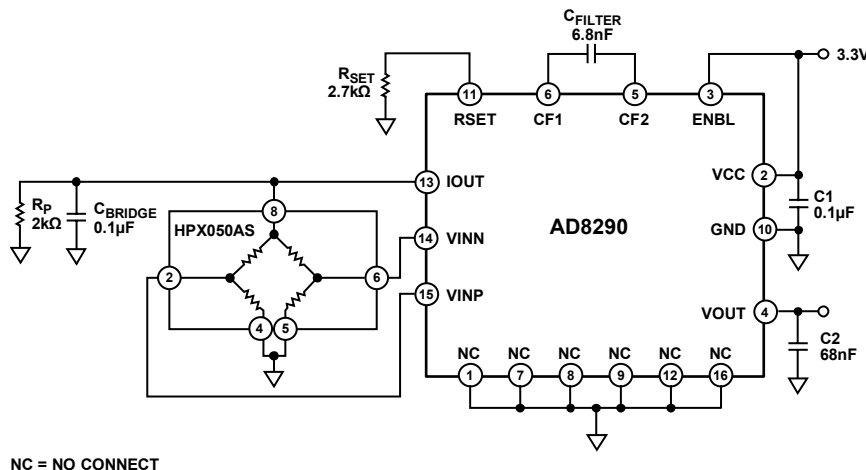 CFILTER
6.8nF
3.3V
RSET
2.7kΩ
11
6
5
3
RSET
CF1
CF2
ENBL
IOUT
13
VCC
2
RP
2kΩ
CBRIDGE
0.1µF
8
HPX050AS
C1
0.1µF
GND
10
AD8290
14
VINN
2
6
15
VINP
VOUT
4
4
5
C2
68nF
NC
NC
NC
NC
NC
NC
1
7
8
9
12
16
NC = NO CONNECT